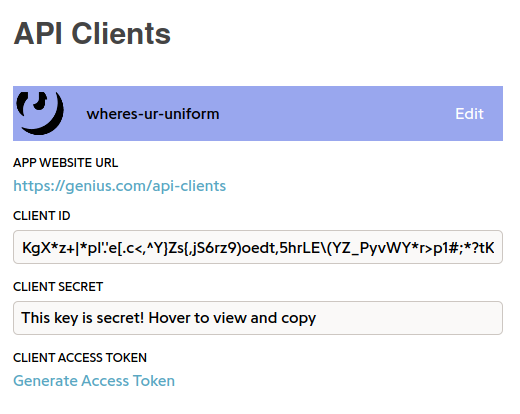 API Clients
wheres-ur-uniform
Edit
APP WEBSITE URL
https://genius.com/api-clients
CLIENT ID
KgX*z+|*pI'.'e[.c<,^Y}Zs{,jS6rz9)oedt,5hrLE\(YZ_PyvWY*r>p1#;*?tK
CLIENT SECRET
This key is secret! Hover to view and copy
CLIENT ACCESS TOKEN
Generate Access Token